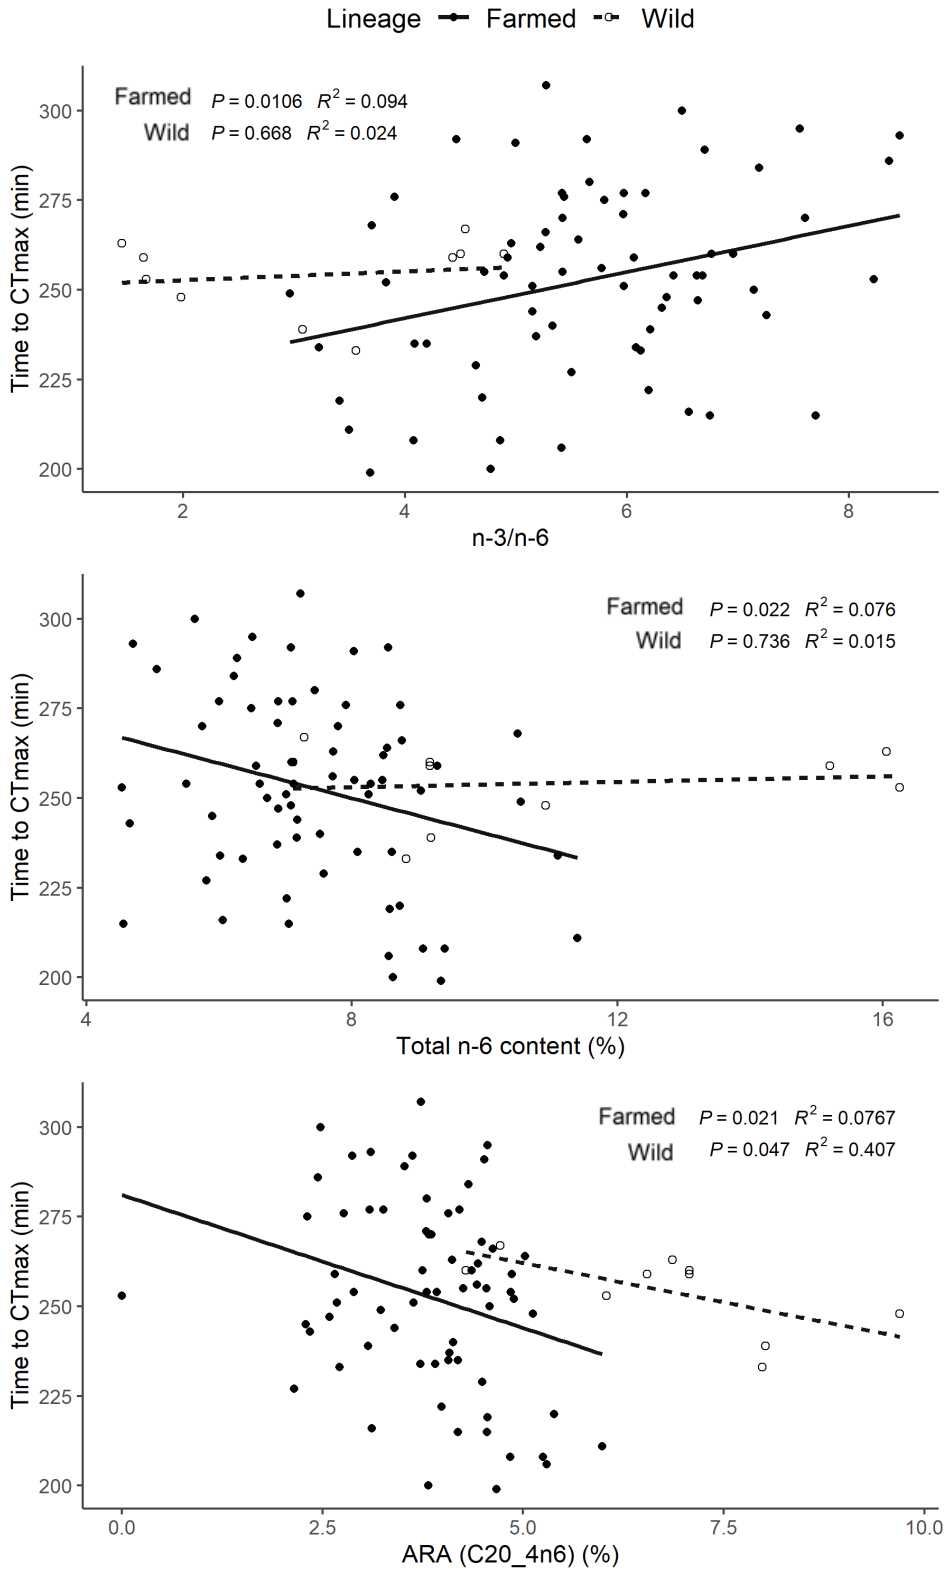 Lineage Farmed Wild
Farmed P = 0.0106 R² = 0.094
Wild P = 0.668 R² = 0.024
300
275
250
225
200
Time to CTmax (min)
2 4 6 8
n-3/n-6
Farmed P = 0.022 R² = 0.076
Wild P = 0.736 R² = 0.015
300
275
250
225
200
Time to CTmax (min)
4 8 12 16
Total n-6 content (%)
Farmed P = 0.021 R² = 0.0767
Wild P = 0.047 R² = 0.407
300
275
250
225
200
Time to CTmax (min)
0.0 2.5 5.0 7.5 10.0
ARA (C20_4n6) (%)